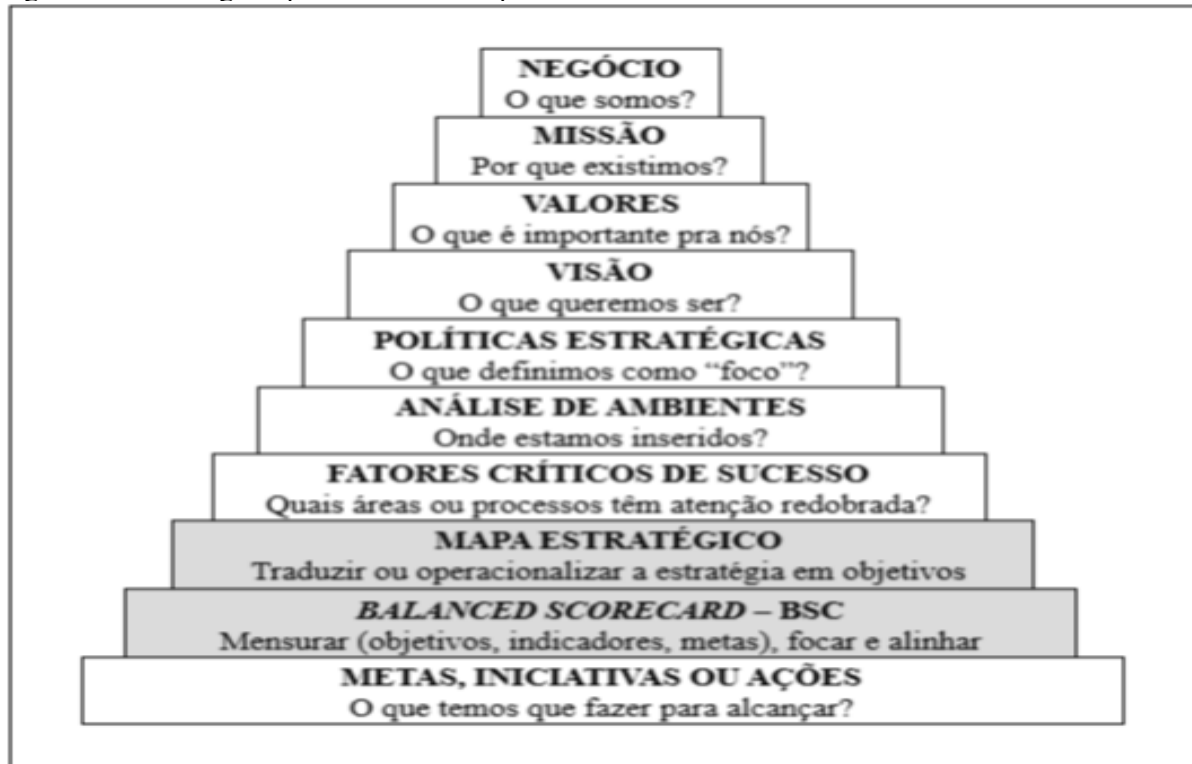 NEGÓCIO
O que somos?
MISSÃO
Por que existimos?
VALORES
O que é importante pra nós?
VISÃO
O que queremos ser?
POLÍTICAS ESTRATÉGICAS
O que definimos como “foco”?
ANÁLISE DE AMBIENTES
Onde estamos inseridos?
FATORES CRÍTICOS DE SUCESSO
Quais áreas ou processos têm atenção redobrada?
MAPA ESTRATÉGICO
Traduzir ou operacionalizar a estratégia em objetivos
BALANCED SCORECARD – BSC
Mensurar (objetivos, indicadores, metas), focar e alinhar
METAS, INICIATIVAS OU AÇÕES
O que temos que fazer para alcançar?